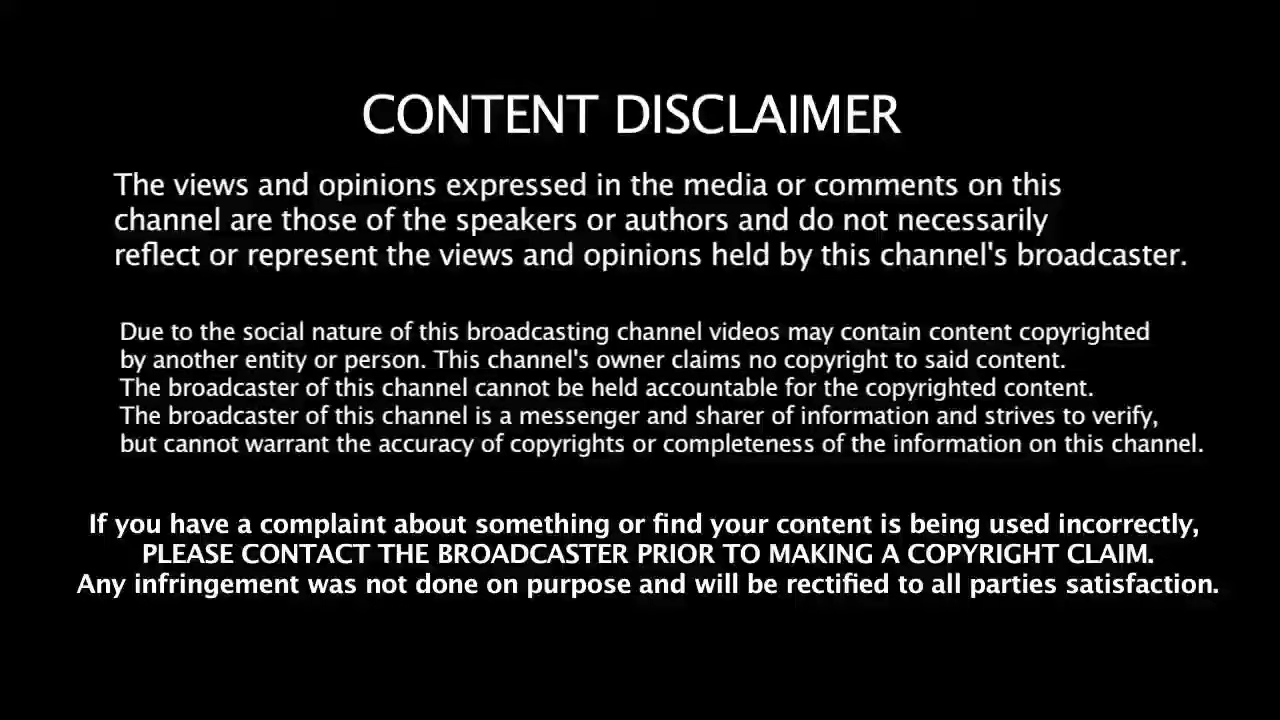 CONTENT DISCLAIMER
The views and opinions expressed in the media or comments on this
channel are those of the speakers or authors and do not necessarily
reflect or represent the views and opinions held by this channel's broadcaster.
Due to the social nature of this broadcasting channel videos may contain content copyrighted
by another entity or person. This channel's owner claims no copyright to said content.
The broadcaster of this channel cannot be held accountable for the copyrighted content.
The broadcaster of this channel is a messenger and sharer of information and strives to verify,
but cannot warrant the accuracy of copyrights or completeness of the information on this channel.
If you have a complaint about something or find your content is being used incorrectly,
PLEASE CONTACT THE BROADCASTER PRIOR TO MAKING A COPYRIGHT CLAIM.
Any infringement was not done on purpose and will be rectified to all parties satisfaction.